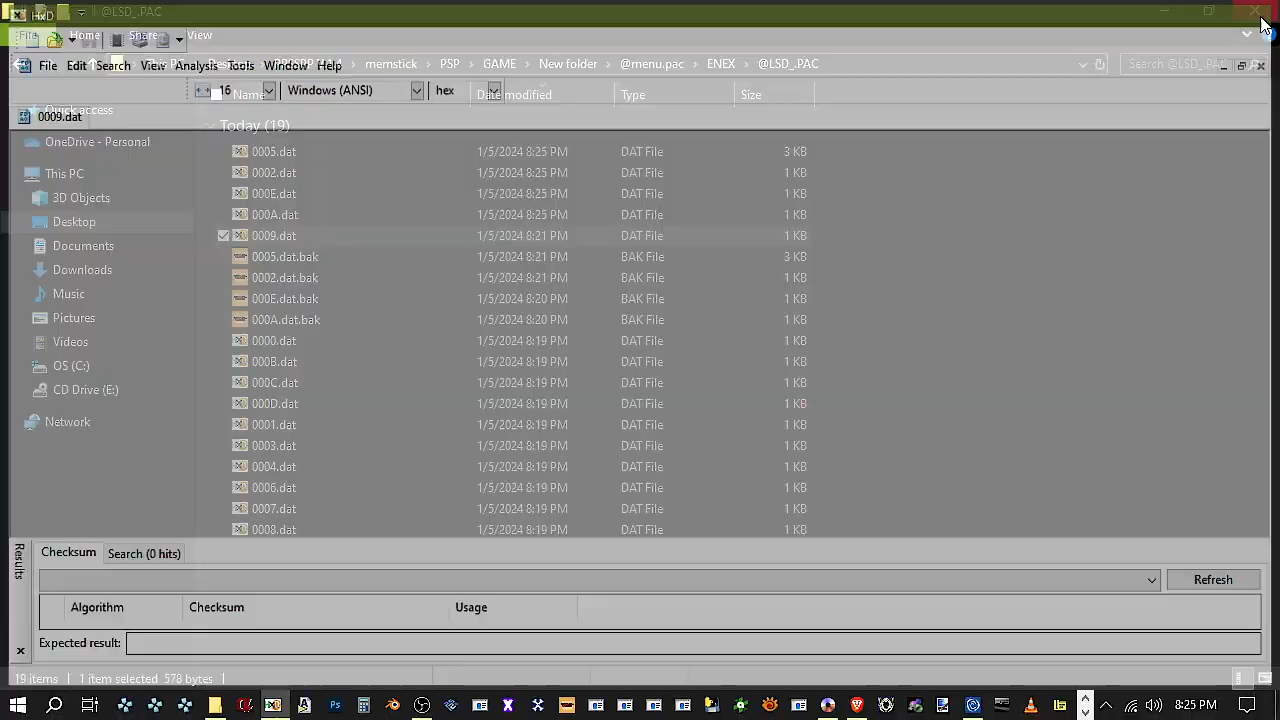 HxD @LSD_.PAC
File Home Share View
This PC Desktop memstick PSP GAME New folder @menu.pac ENEX @LSD_.PAC Search @LSD_.PAC
File Edit Search View Analysis Tools Window Help
16 Windows (ANSI) hex
Name Date modified Type Size
Quick access
0009.dat
Today (19)
OneDrive - Personal
This PC
3D Objects
Desktop
Documents
Downloads
Music
Pictures
Videos
OS (C:)
CD Drive (E:)
Network
0005.dat 1/5/2024 8:25 PM DAT File 3 KB
0002.dat 1/5/2024 8:25 PM DAT File 1 KB
000E.dat 1/5/2024 8:25 PM DAT File 1 KB
000A.dat 1/5/2024 8:25 PM DAT File 1 KB
0009.dat 1/5/2024 8:21 PM DAT File 1 KB
0005.dat.bak 1/5/2024 8:21 PM BAK File 3 KB
0002.dat.bak 1/5/2024 8:21 PM BAK File 1 KB
000E.dat.bak 1/5/2024 8:20 PM BAK File 1 KB
000A.dat.bak 1/5/2024 8:20 PM BAK File 1 KB
0000.dat 1/5/2024 8:19 PM DAT File 1 KB
000B.dat 1/5/2024 8:19 PM DAT File 1 KB
000C.dat 1/5/2024 8:19 PM DAT File 1 KB
000D.dat 1/5/2024 8:19 PM DAT File 1 KB
0001.dat 1/5/2024 8:19 PM DAT File 1 KB
0003.dat 1/5/2024 8:19 PM DAT File 1 KB
0004.dat 1/5/2024 8:19 PM DAT File 1 KB
0006.dat 1/5/2024 8:19 PM DAT File 1 KB
0007.dat 1/5/2024 8:19 PM DAT File 1 KB
0008.dat 1/5/2024 8:19 PM DAT File 1 KB
Results
Checksum Search (0 hits)
Refresh
Algorithm Checksum Usage
Expected result:
19 items 1 item selected 578 bytes
8:25 PM